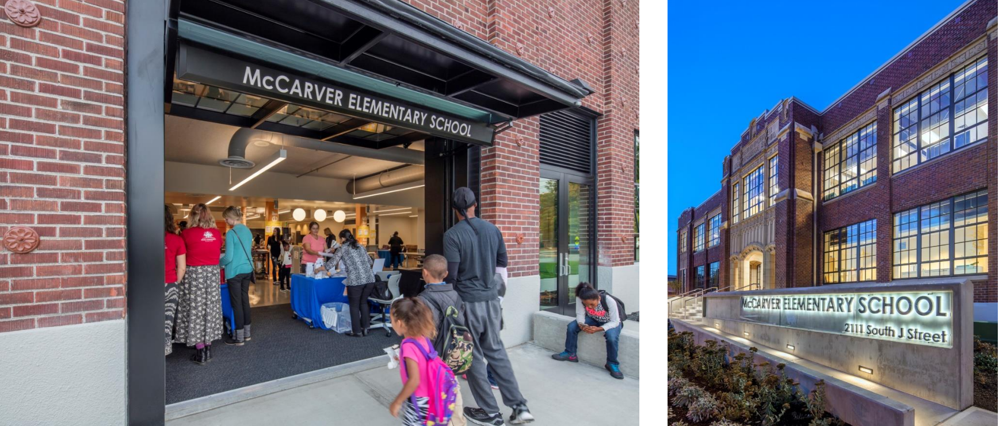 McCARVER ELEMENTARY SCHOOL
McCARVER ELEMENTARY SCHOOL
2111 South J Street